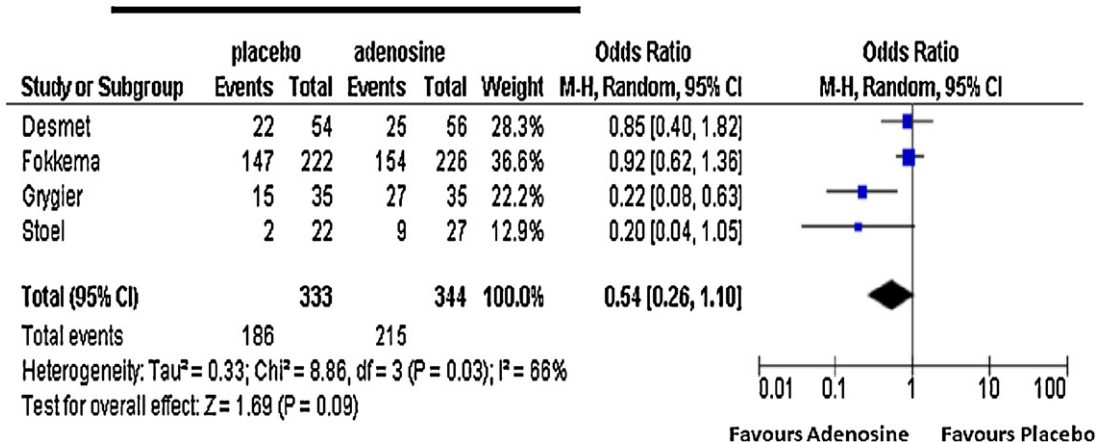 placebo adenosine Odds Ratio Odds Ratio
Study or Subgroup Events Total Events Total Weight M-H, Random, 95% CI M-H, Random, 95% CI
Desmet 22 54 25 56 28.3% 0.85 [0.40, 1.82]
Fokkema 147 222 154 226 36.6% 0.92 [0.62, 1.36]
Grygier 15 35 27 35 22.2% 0.22 [0.08, 0.63]
Stoel 2 22 9 27 12.9% 0.20 [0.04, 1.05]
Total (95% CI) 333 344 100.0% 0.54 [0.26, 1.10]
Total events 186 215
Heterogeneity: Tau² = 0.33; Chi² = 8.86, df = 3 (P = 0.03); I² = 66%
Test for overall effect: Z = 1.69 (P = 0.09)
0.01 0.1 1 10 100
Favours Adenosine Favours Placebo